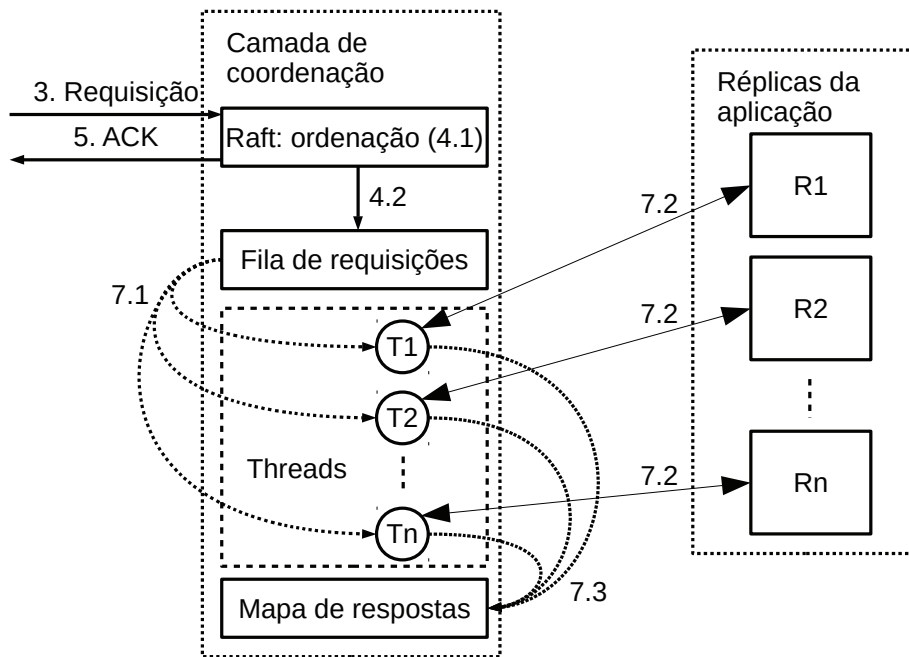 Camada de
coordenação
3. Requisição
5. ACK
Raft: ordenação (4.1)
4.2
Fila de requisições
7.1
T1
T2
Threads
Tn
Mapa de respostas
7.3
7.2
7.2
7.2
Réplicas da
aplicação
R1
R2
Rn